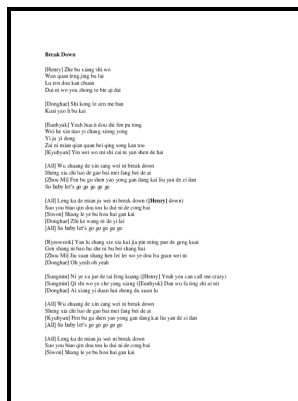 Break Down
[Henry] Zhe bu xiang shi wo
Wan quan leng jing bu lai
Lu ren dou kan chuan
Dui ni wo you zhong te bie qi dai
[Donghae] Shi kong le zen me ban
Kuai yao li bu kai
[Eunhyuk] Yeah hua ti dou shi fen pu tong
Wei he xin tiao yi chang xiong yong
Yi ju yi dong
Zai ni mian qian quan bei qing song kan tou
[Kyuhyun] Yin wei wo mi shi zai ni yan shen de hai
[All] Wu zhuang de xin zang wei ni break down
Sheng xia chi luo de gao bai mei fang bei de ai
[Zhou Mi] Fen bu ga shen yao yong gan dang kai liu yan de zi dan
So baby let's go go go go go
[All] Leng ku de mian ju wei ni break down ([Henry] down)
Suo you biao qin dou tou lu dui ni de cong bai
[Siwon] Shang le ye bu hou hui gan kai
[Donghae] Zhi ke wang ni de yi lai
[All] So baby let's go go go go go
[Ryeowook] Yan lu shang xie xia kai jia pin ming pao de geng kuai
Gen shang ni bao hu zhe ni bu bei shang hai
[Zhou Mi] Jiu suan shang hen lei lei wo ye dou ba guan wei ni
[Donghae] Oh yeah oh yeah
[Sungmin] Ni ye xu jue de tai feng kuang ([Henry] Yeah you can call me crazy)
[Sungmin] Qi shi wo ye zhe yang xiang ([Eunhyuk] Dan wu fa ting zhi ai ni)
[Donghae] Ai xiang yi duan hui zhong du xuan lu
[All] Wu zhuang de xin zang wei ni break down
Sheng xia chi luo de gao bai mei fang bei de ai
[Kyuhyun] Fen bu ga shen yao yong gan dang kai liu yan de zi dan
[All] So baby let's go go go go go
[All] Leng ku de mian ju wei ni break down
Suo you biao qin dou tou lu dui ni de cong bai
[Siwon] Shang le ye bu hou hui gan kai